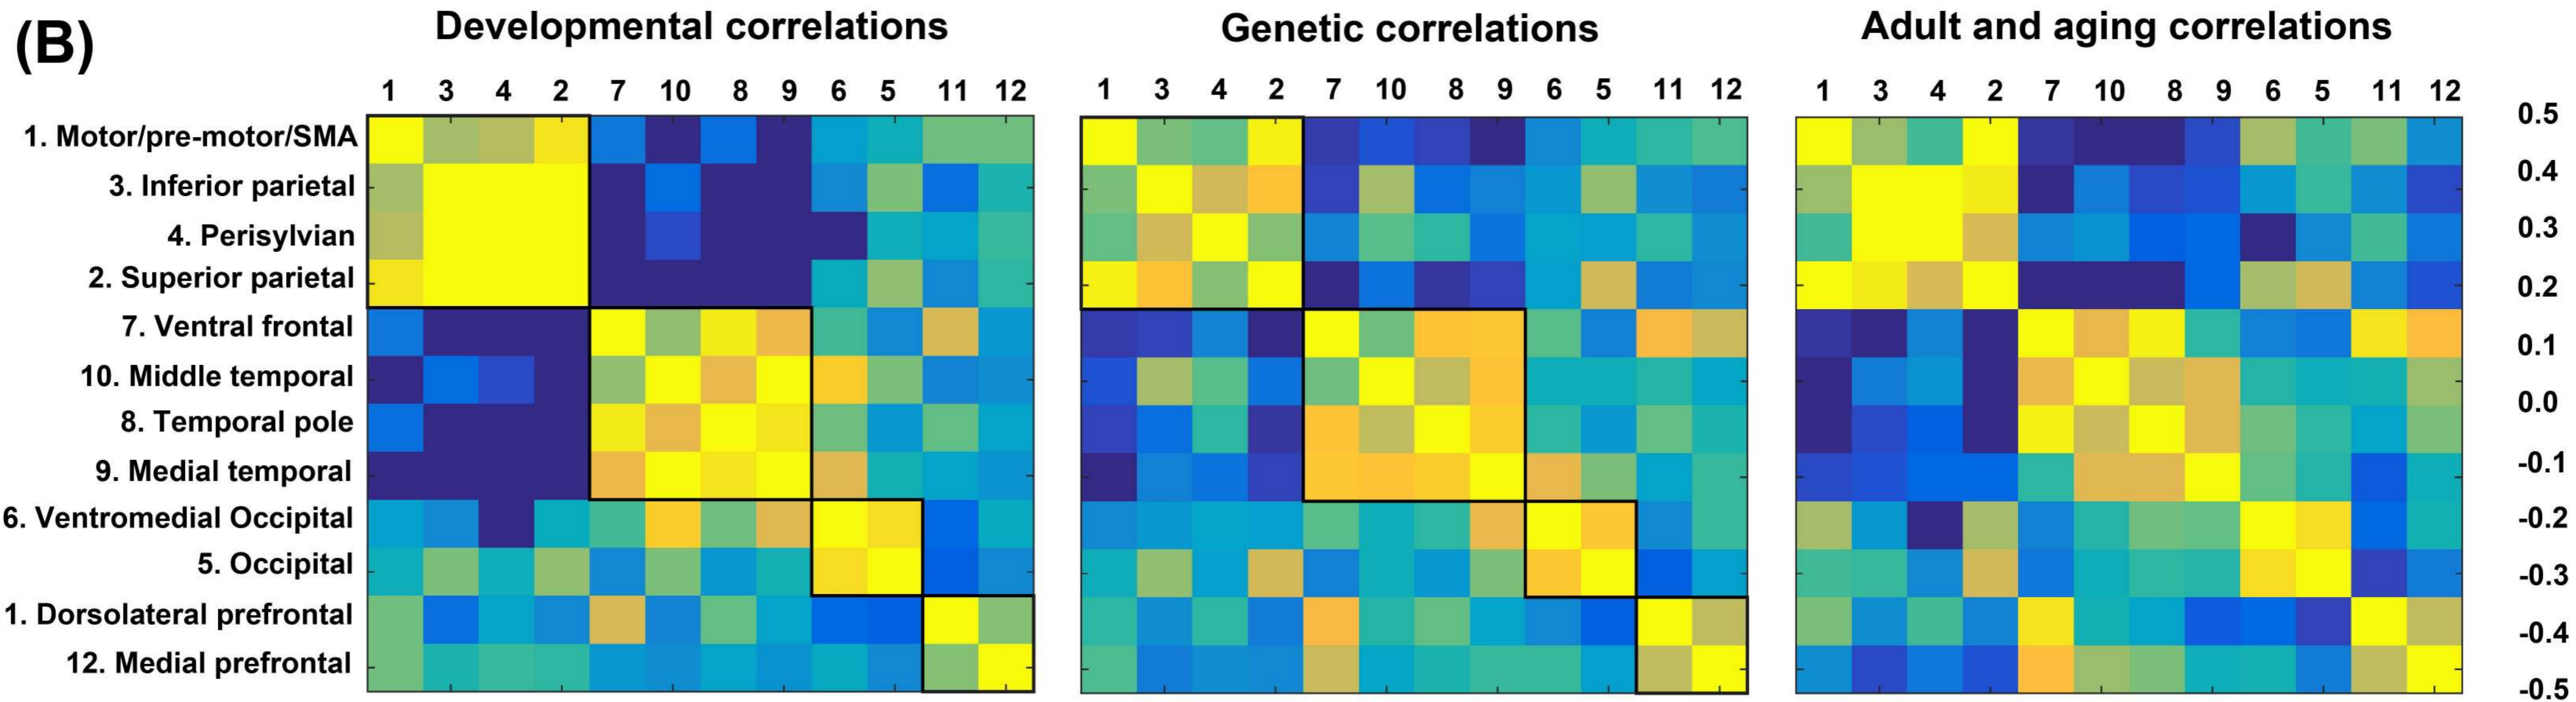 (B)
Developmental correlations
Genetic correlations
Adult and aging correlations
1 3 4 2 7 10 8 9 6 5 11 12
1 3 4 2 7 10 8 9 6 5 11 12
1 3 4 2 7 10 8 9 6 5 11 12
1. Motor/pre-motor/SMA
3. Inferior parietal
4. Perisylvian
2. Superior parietal
7. Ventral frontal
10. Middle temporal
8. Temporal pole
9. Medial temporal
6. Ventromedial Occipital
5. Occipital
1. Dorsolateral prefrontal
12. Medial prefrontal
0.5
0.4
0.3
0.2
0.1
0.0
-0.1
-0.2
-0.3
-0.4
-0.5